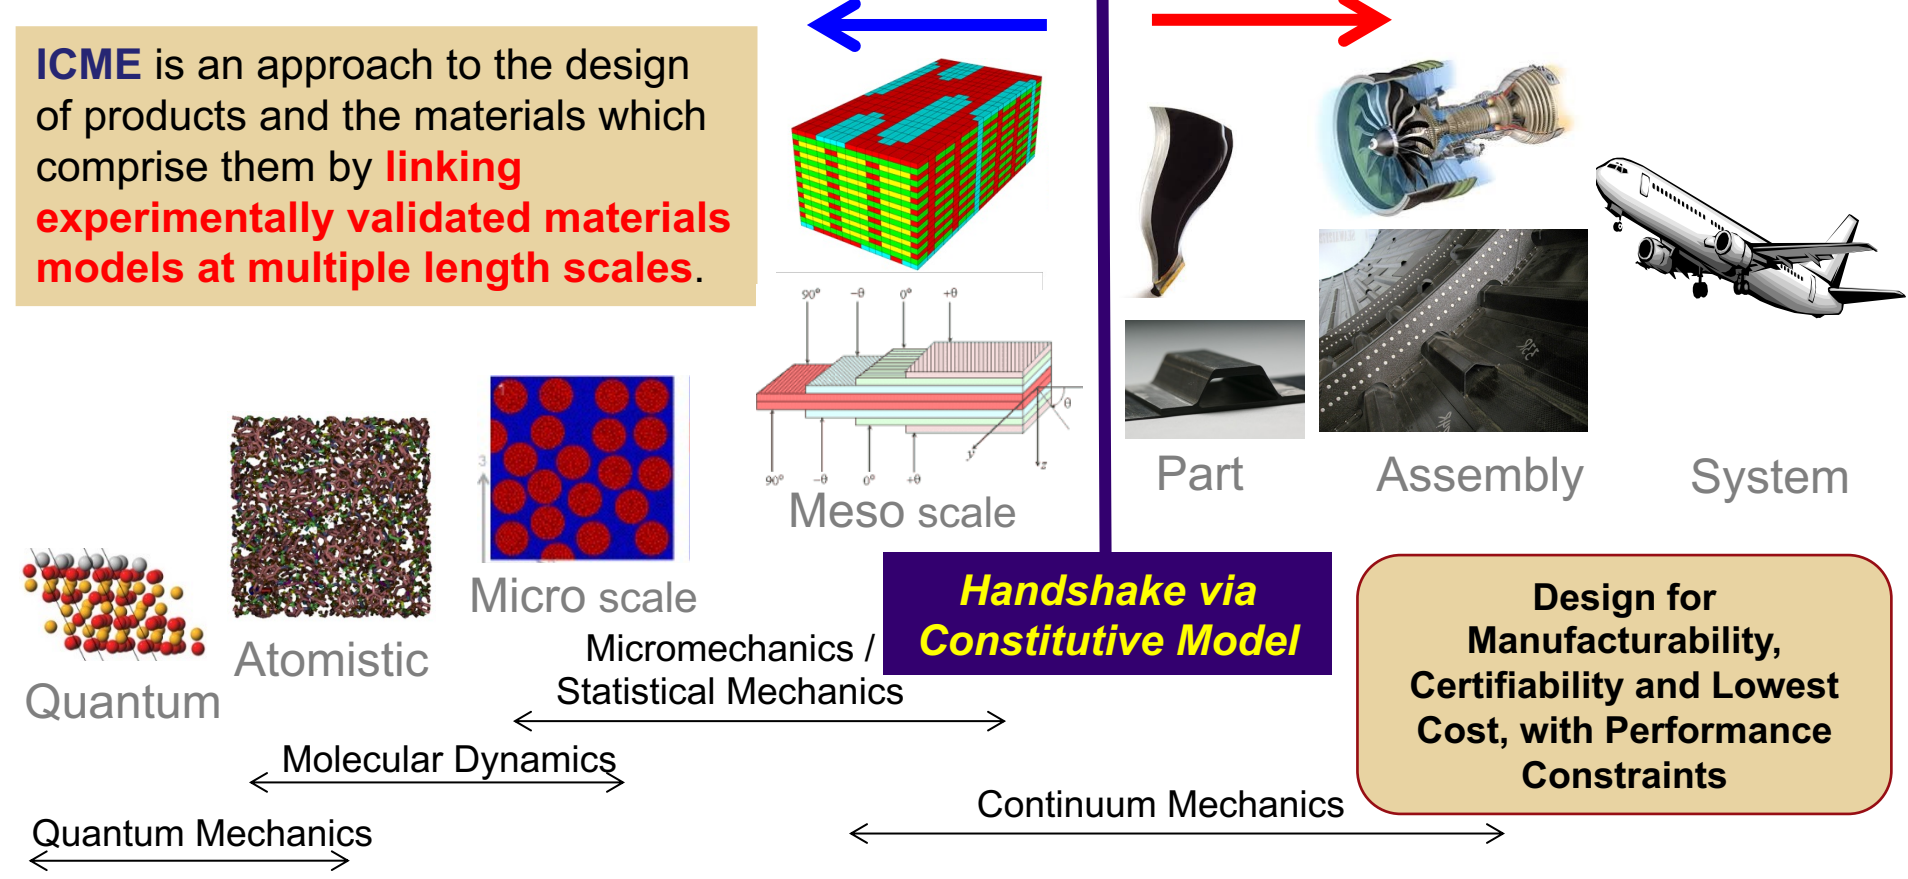 ICME is an approach to the design
of products and the materials which
comprise them by linking
experimentally validated materials
models at multiple length scales.
90° -θ 0° +θ
θ
y
z
90° -θ 0° +θ
3
Part
Assembly
System
Meso scale
Micro scale
Atomistic
Quantum
Handshake via
Constitutive Model
Design for
Manufacturability,
Certifiability and Lowest
Cost, with Performance
Constraints
Micromechanics /
Statistical Mechanics
Molecular Dynamics
Continuum Mechanics
Quantum Mechanics